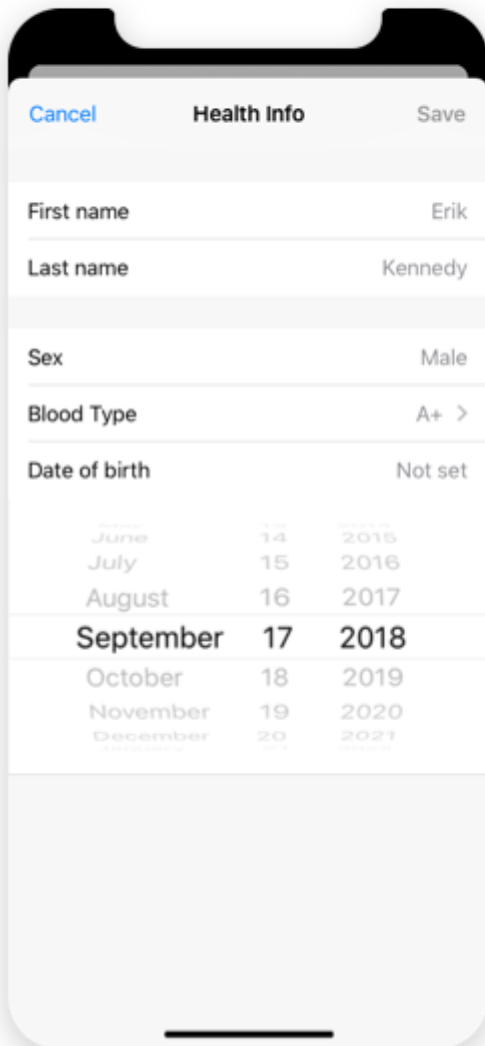 Cancel Health Info Save
First name Erik
Last name Kennedy
Sex Male
Blood Type A+ >
Date of birth Not set
June 14 2015
July 15 2016
August 16 2017
September 17 2018
October 18 2019
November 19 2020
December 20 2021